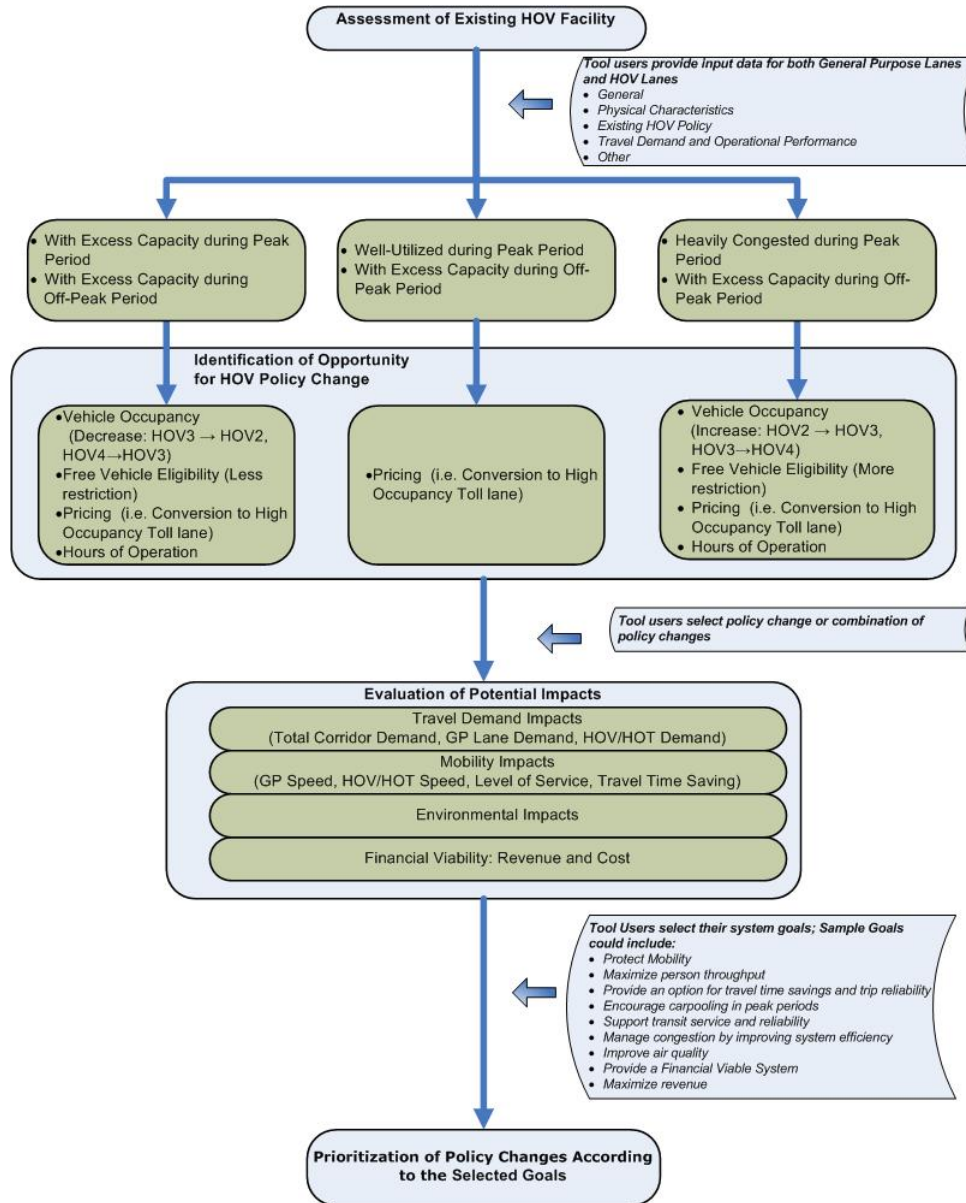 Assessment of Existing HOV Facility
Tool users provide input data for both General Purpose Lanes
and HOV Lanes
• General
• Physical Characteristics
• Existing HOV Policy
• Travel Demand and Operational Performance
• Other
• With Excess Capacity during Peak
Period
• With Excess Capacity during
Off-Peak Period
• Well-Utilized during Peak Period
• With Excess Capacity during Off-
Peak Period
• Heavily Congested during Peak
Period
• With Excess Capacity during Off-
Peak Period
Identification of Opportunity
for HOV Policy Change
•Vehicle Occupancy
(Decrease: HOV3 → HOV2,
HOV4→HOV3)
•Free Vehicle Eligibility (Less
restriction)
•Pricing (i.e. Conversion to High
Occupancy Toll lane)
•Hours of Operation
•Pricing (i.e. Conversion to High
Occupancy Toll lane)
• Vehicle Occupancy
(Increase: HOV2 → HOV3,
HOV3→HOV4)
• Free Vehicle Eligibility (More
restriction)
• Pricing (i.e. Conversion to High
Occupancy Toll lane)
• Hours of Operation
Tool users select policy change or combination of
policy changes
Evaluation of Potential Impacts
Travel Demand Impacts
(Total Corridor Demand, GP Lane Demand, HOV/HOT Demand)
Mobility Impacts
(GP Speed, HOV/HOT Speed, Level of Service, Travel Time Saving)
Environmental Impacts
Financial Viability: Revenue and Cost
Tool Users select their system goals; Sample Goals
could include:
• Protect Mobility
• Maximize person throughput
• Provide an option for travel time savings and trip reliability
• Encourage carpooling in peak periods
• Support transit service and reliability
• Manage congestion by improving system efficiency
• Improve air quality
• Provide a Financial Viable System
• Maximize revenue
Prioritization of Policy Changes According
to the Selected Goals